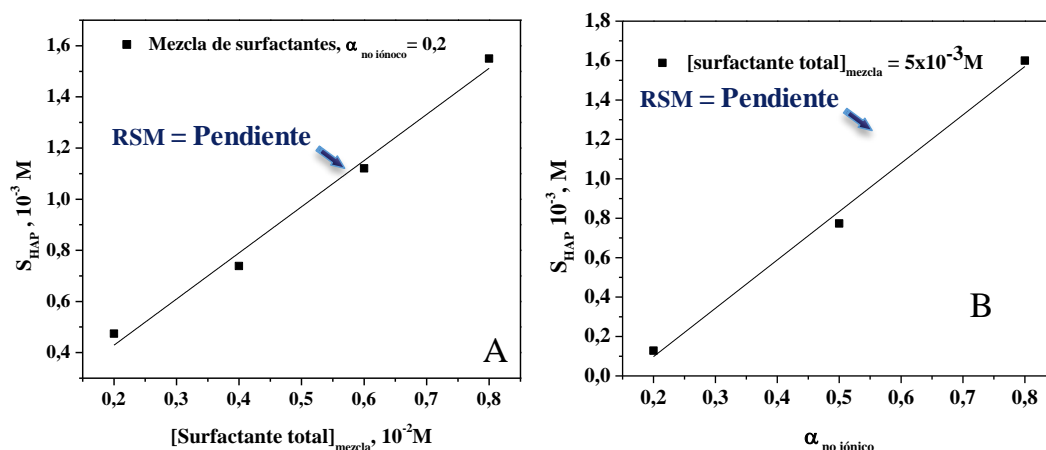 Mezcla de surfactantes, α no iónoco = 0,2
RSM = Pendiente
S HAP , 10⁻³ M
1,6
1,4
1,2
1,0
0,8
0,6
0,4
A
0,2 0,3 0,4 0,5 0,6 0,7 0,8
[Surfactante total] mezcla, 10⁻²M
[surfactante total] mezcla = 5x10⁻³M
RSM = Pendiente
S HAP 10⁻³, M
1,8
1,6
1,4
1,2
1,0
0,8
0,6
0,4
0,2
0,0
B
0,2 0,3 0,4 0,5 0,6 0,7 0,8
α no iónico